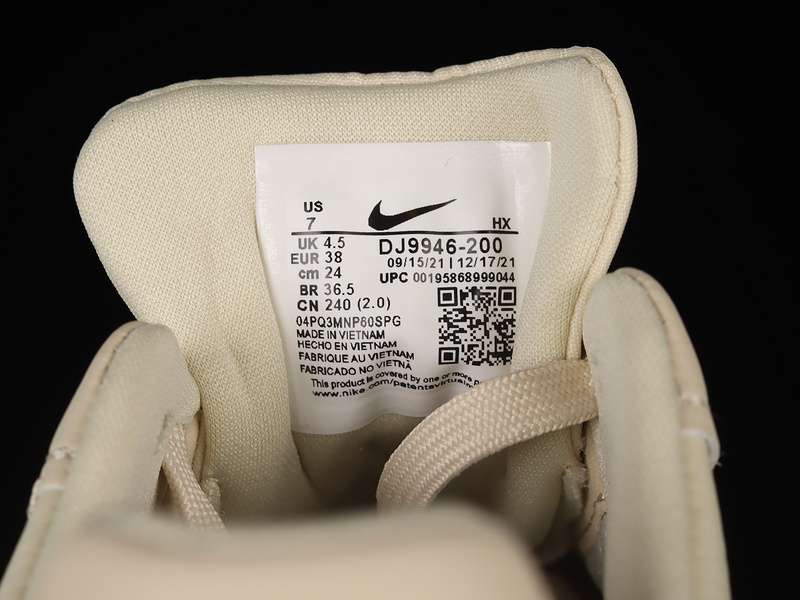 US
7 HX
UK 4.5 DJ9946-200
EUR 38 09/15/21 | 12/17/21
cm 24 UPC 00195868999044
BR 36.5
CN 240 (2.0)
04PQ3MNP60SPG
MADE IN VIETNAM
HECHO EN VIETNAM
FABRIQUE AU VIETNAM
FABRICADO NO VIETNÃ
This product is covered by one or more
www.nike.com/patents